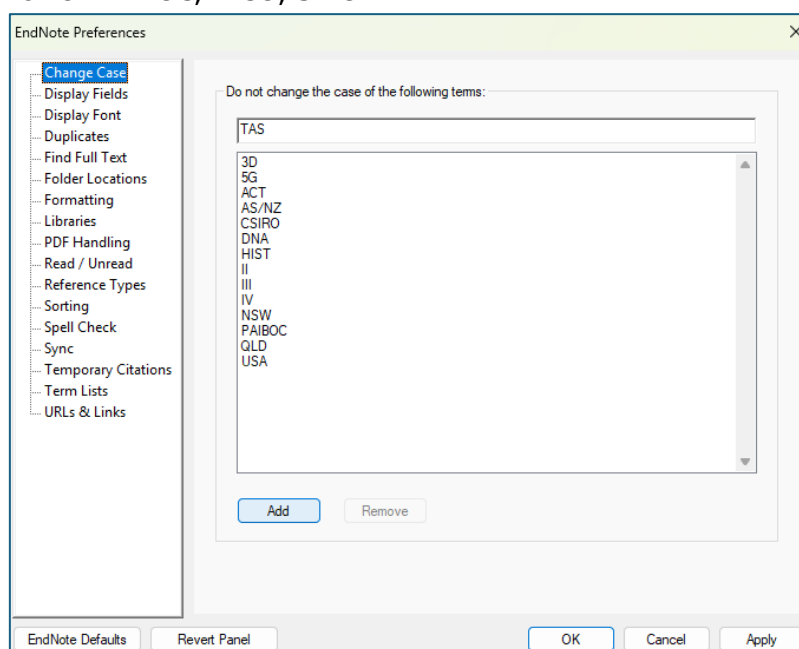 EndNote Preferences
Change Case
Display Fields
Display Font
Duplicates
Find Full Text
Folder Locations
Formatting
Libraries
PDF Handling
Read / Unread
Reference Types
Sorting
Spell Check
Sync
Temporary Citations
Term Lists
URLs & Links
Do not change the case of the following terms:
TAS
3D
5G
ACT
AS/NZ
CSIRO
DNA
HIST
II
III
IV
NSW
PAIBOC
QLD
USA
Add
Remove
EndNote Defaults
Revert Panel
OK
Cancel
Apply